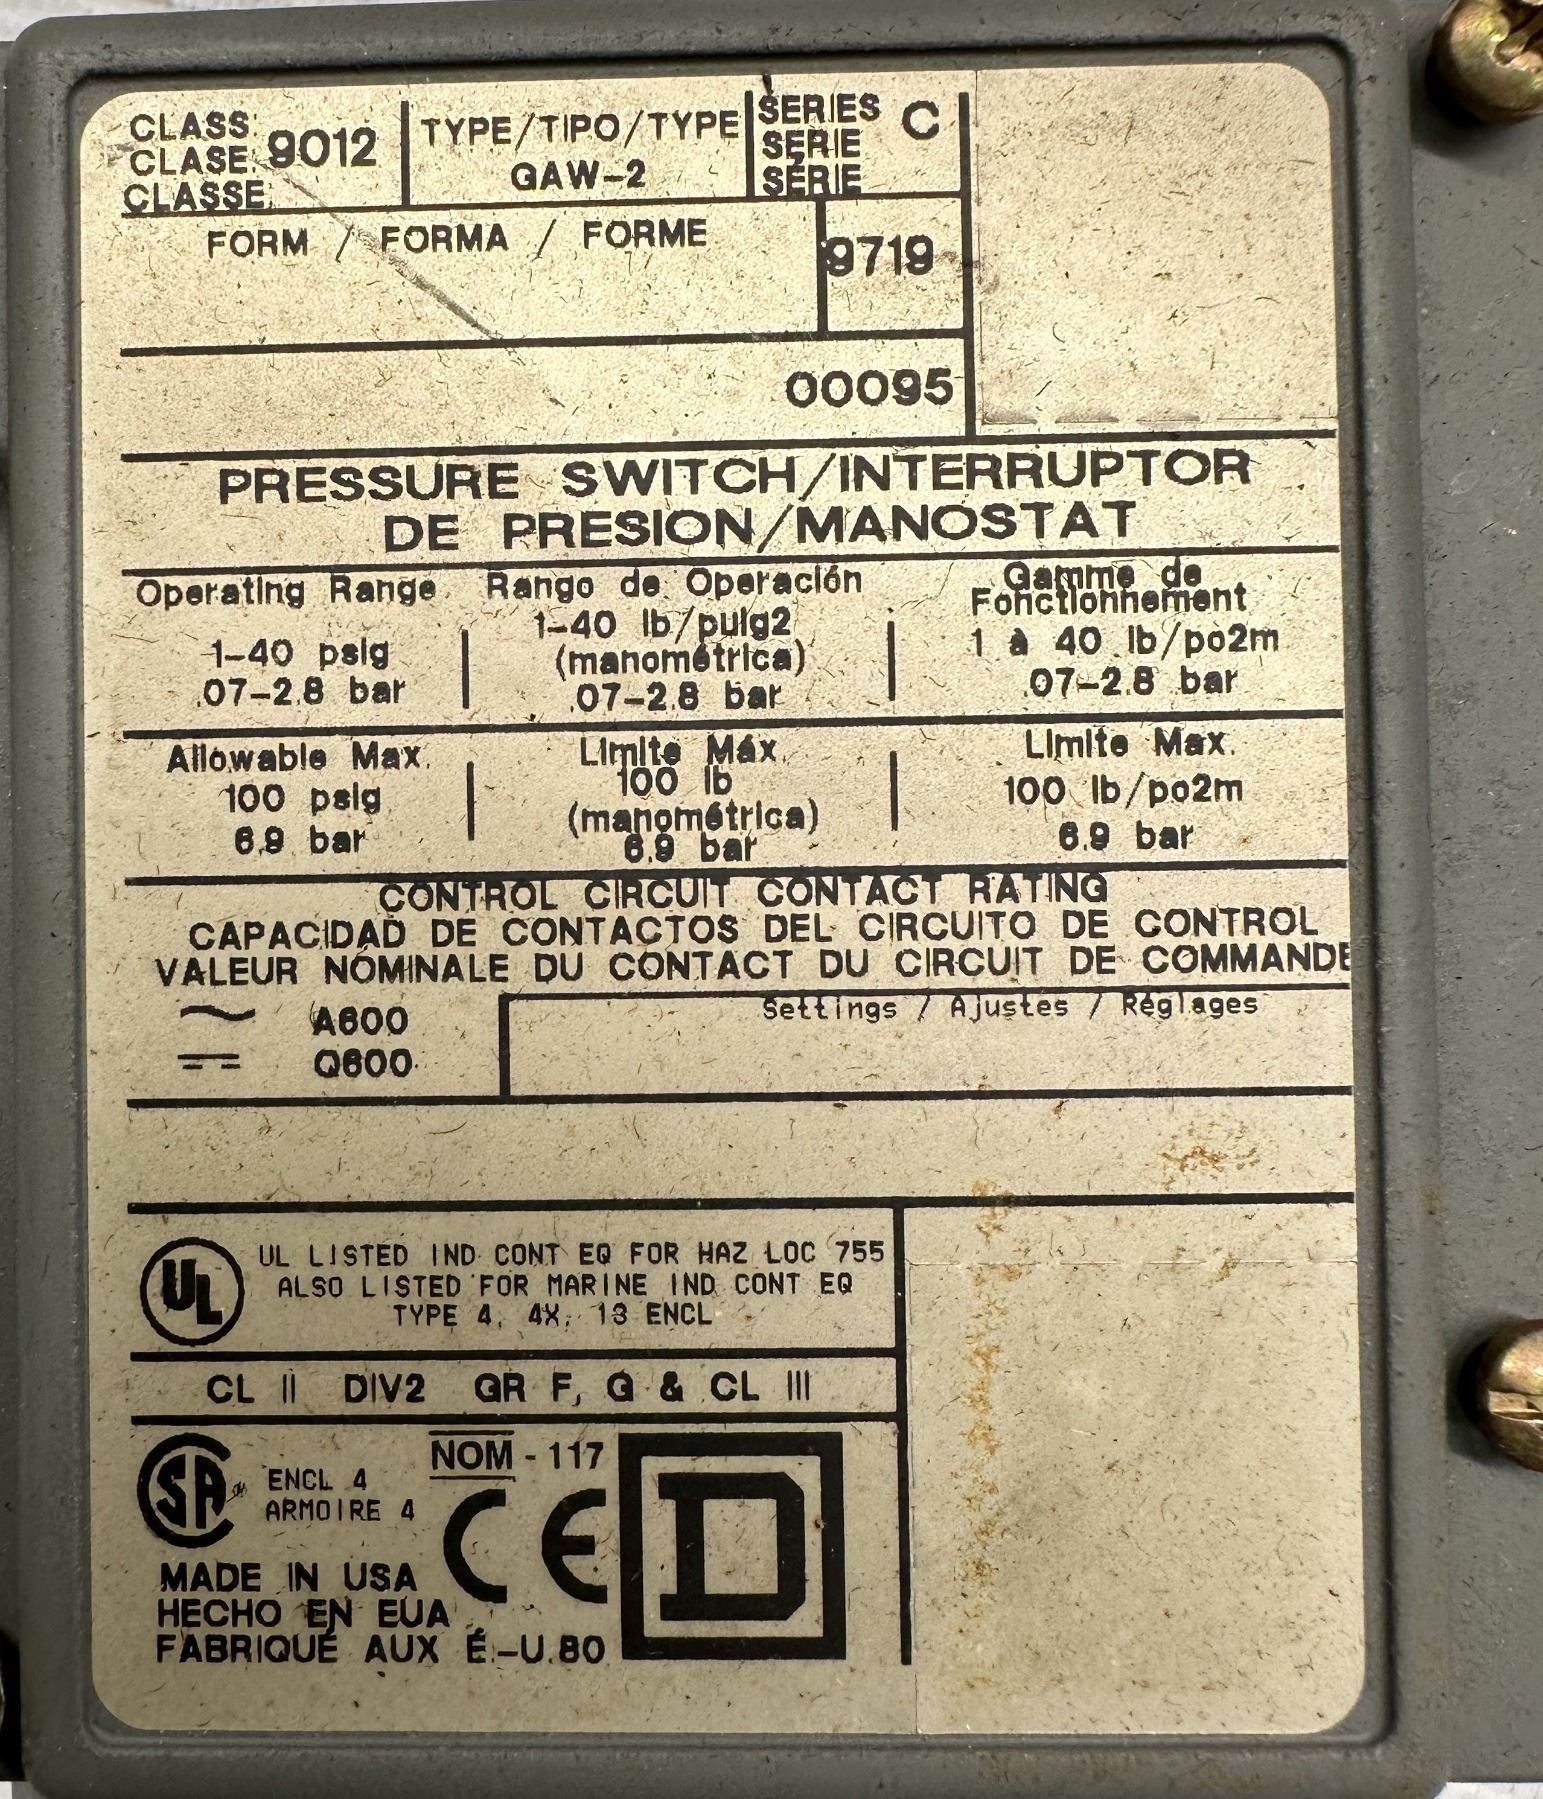 CLASS: CLASE: CLASSE: 9012
TYPE/TIPO/TYPE
GAW-2
SERIES SERIE SÉRIE C
FORM / FORMA / FORME
9719
00095
PRESSURE SWITCH/INTERRUPTOR
DE PRESION/MANOSTAT
Operating Range
1-40 psig
.07-2.8 bar
Rango de Operación
1-40 lb/pulg2
(manométrica)
.07-2.8 bar
Gamme de
Fonctionnement
1 à 40 lb/po2m
.07-2.8 bar
Allowable Max.
100 psig
6.9 bar
Limite Máx.
100 lb
(manométrica)
6.9 bar
Limite Max.
100 lb/po2m
6.9 bar
CONTROL CIRCUIT CONTACT RATING
CAPACIDAD DE CONTACTOS DEL CIRCUITO DE CONTROL
VALEUR NOMINALE DU CONTACT DU CIRCUIT DE COMMANDE
A600
Q600
Settings / Ajustes / Réglages
UL
UL LISTED IND CONT EQ FOR HAZ LOC 755
ALSO LISTED FOR MARINE IND CONT EQ
TYPE 4, 4X, 13 ENCL
CL II DIV2 GR F, G & CL III
SA
ENCL 4
ARMOIRE 4
NOM - 117
CE
D
MADE IN USA
HECHO EN EUA
FABRIQUÉ AUX É.-U.80